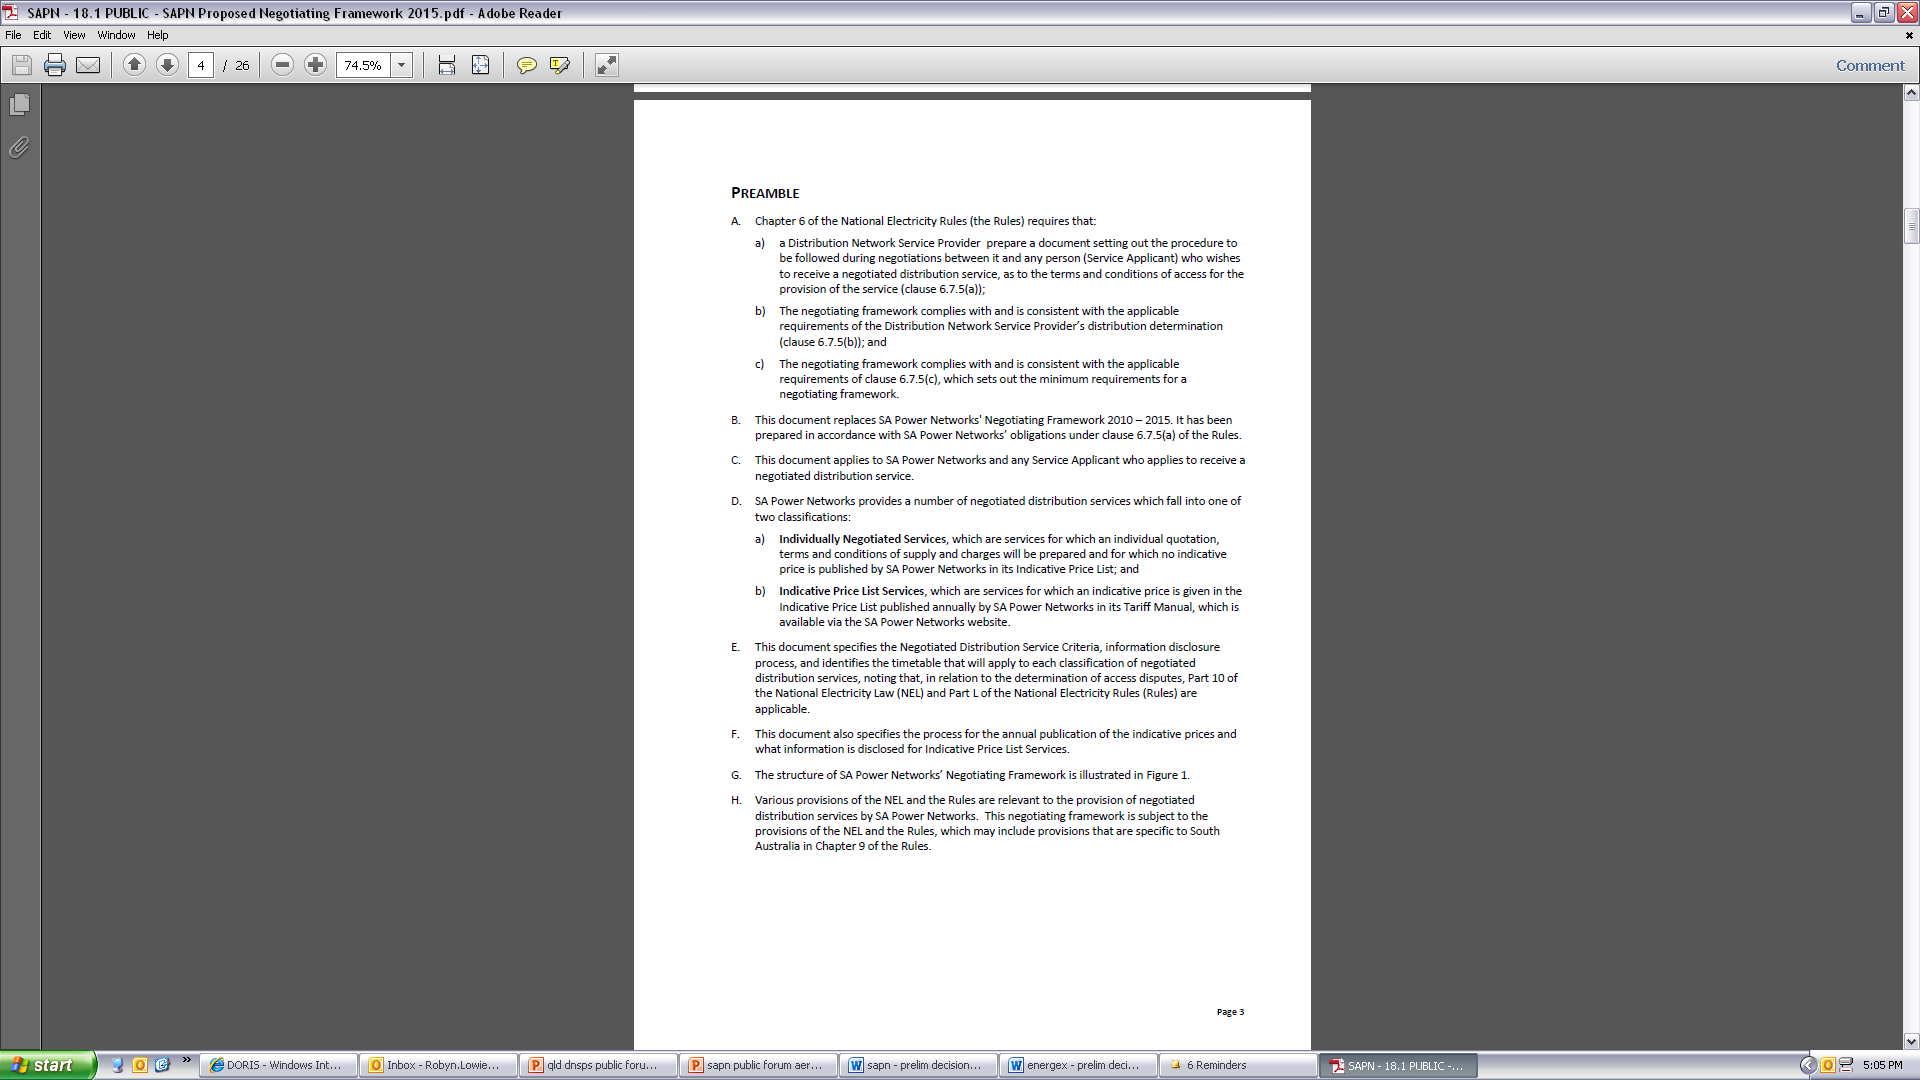 SAPN - 18.1 PUBLIC - SAPN Proposed Negotiating Framework 2015.pdf - Adobe Reader
File Edit View Window Help
4 / 26 74.5% Comment
PREAMBLE
A. Chapter 6 of the National Electricity Rules (the Rules) requires that:
a) a Distribution Network Service Provider prepare a document setting out the procedure to
be followed during negotiations between it and any person (Service Applicant) who wishes
to receive a negotiated distribution service, as to the terms and conditions of access for the
provision of the service (clause 6.7.5(a));
b) The negotiating framework complies with and is consistent with the applicable
requirements of the Distribution Network Service Provider’s distribution determination
(clause 6.7.5(b)); and
c) The negotiating framework complies with and is consistent with the applicable
requirements of clause 6.7.5(c), which sets out the minimum requirements for a
negotiating framework.
B. This document replaces SA Power Networks' Negotiating Framework 2010 – 2015. It has been
prepared in accordance with SA Power Networks’ obligations under clause 6.7.5(a) of the Rules.
C. This document applies to SA Power Networks and any Service Applicant who applies to receive a
negotiated distribution service.
D. SA Power Networks provides a number of negotiated distribution services which fall into one of
two classifications:
a) Individually Negotiated Services, which are services for which an individual quotation,
terms and conditions of supply and charges will be prepared and for which no indicative
price is published by SA Power Networks in its Indicative Price List; and
b) Indicative Price List Services, which are services for which an indicative price is given in the
Indicative Price List published annually by SA Power Networks in its Tariff Manual, which is
available via the SA Power Networks website.
E. This document specifies the Negotiated Distribution Service Criteria, information disclosure
process, and identifies the timetable that will apply to each classification of negotiated
distribution services, noting that, in relation to the determination of access disputes, Part 10 of
the National Electricity Law (NEL) and Part L of the National Electricity Rules (Rules) are
applicable.
F. This document also specifies the process for the annual publication of the indicative prices and
what information is disclosed for Indicative Price List Services.
G. The structure of SA Power Networks’ Negotiating Framework is illustrated in Figure 1.
H. Various provisions of the NEL and the Rules are relevant to the provision of negotiated
distribution services by SA Power Networks. This negotiating framework is subject to the
provisions of the NEL and the Rules, which may include provisions that are specific to South
Australia in Chapter 9 of the Rules.
Page 3
start DORIS - Windows Int... Inbox - Robyn.Lowie... qld dnsps public foru... sapn public forum aer... sapn - prelim decision... energex - prelim deci... 6 Reminders SAPN - 18.1 PUBLIC -... 5:05 PM